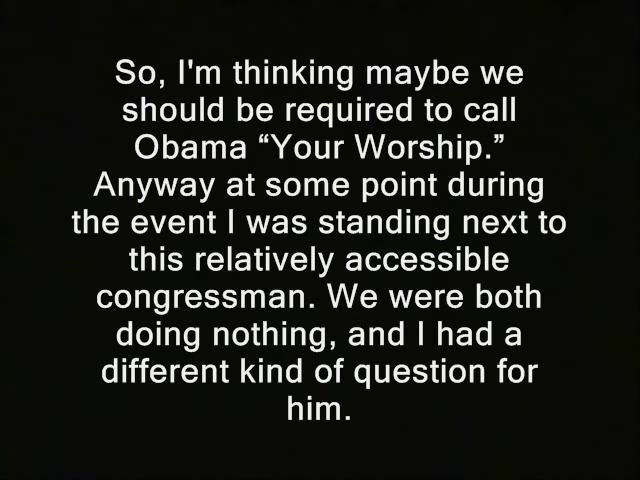 So, I'm thinking maybe we
should be required to call
Obama “Your Worship.”
Anyway at some point during
the event I was standing next to
this relatively accessible
congressman. We were both
doing nothing, and I had a
different kind of question for
him.